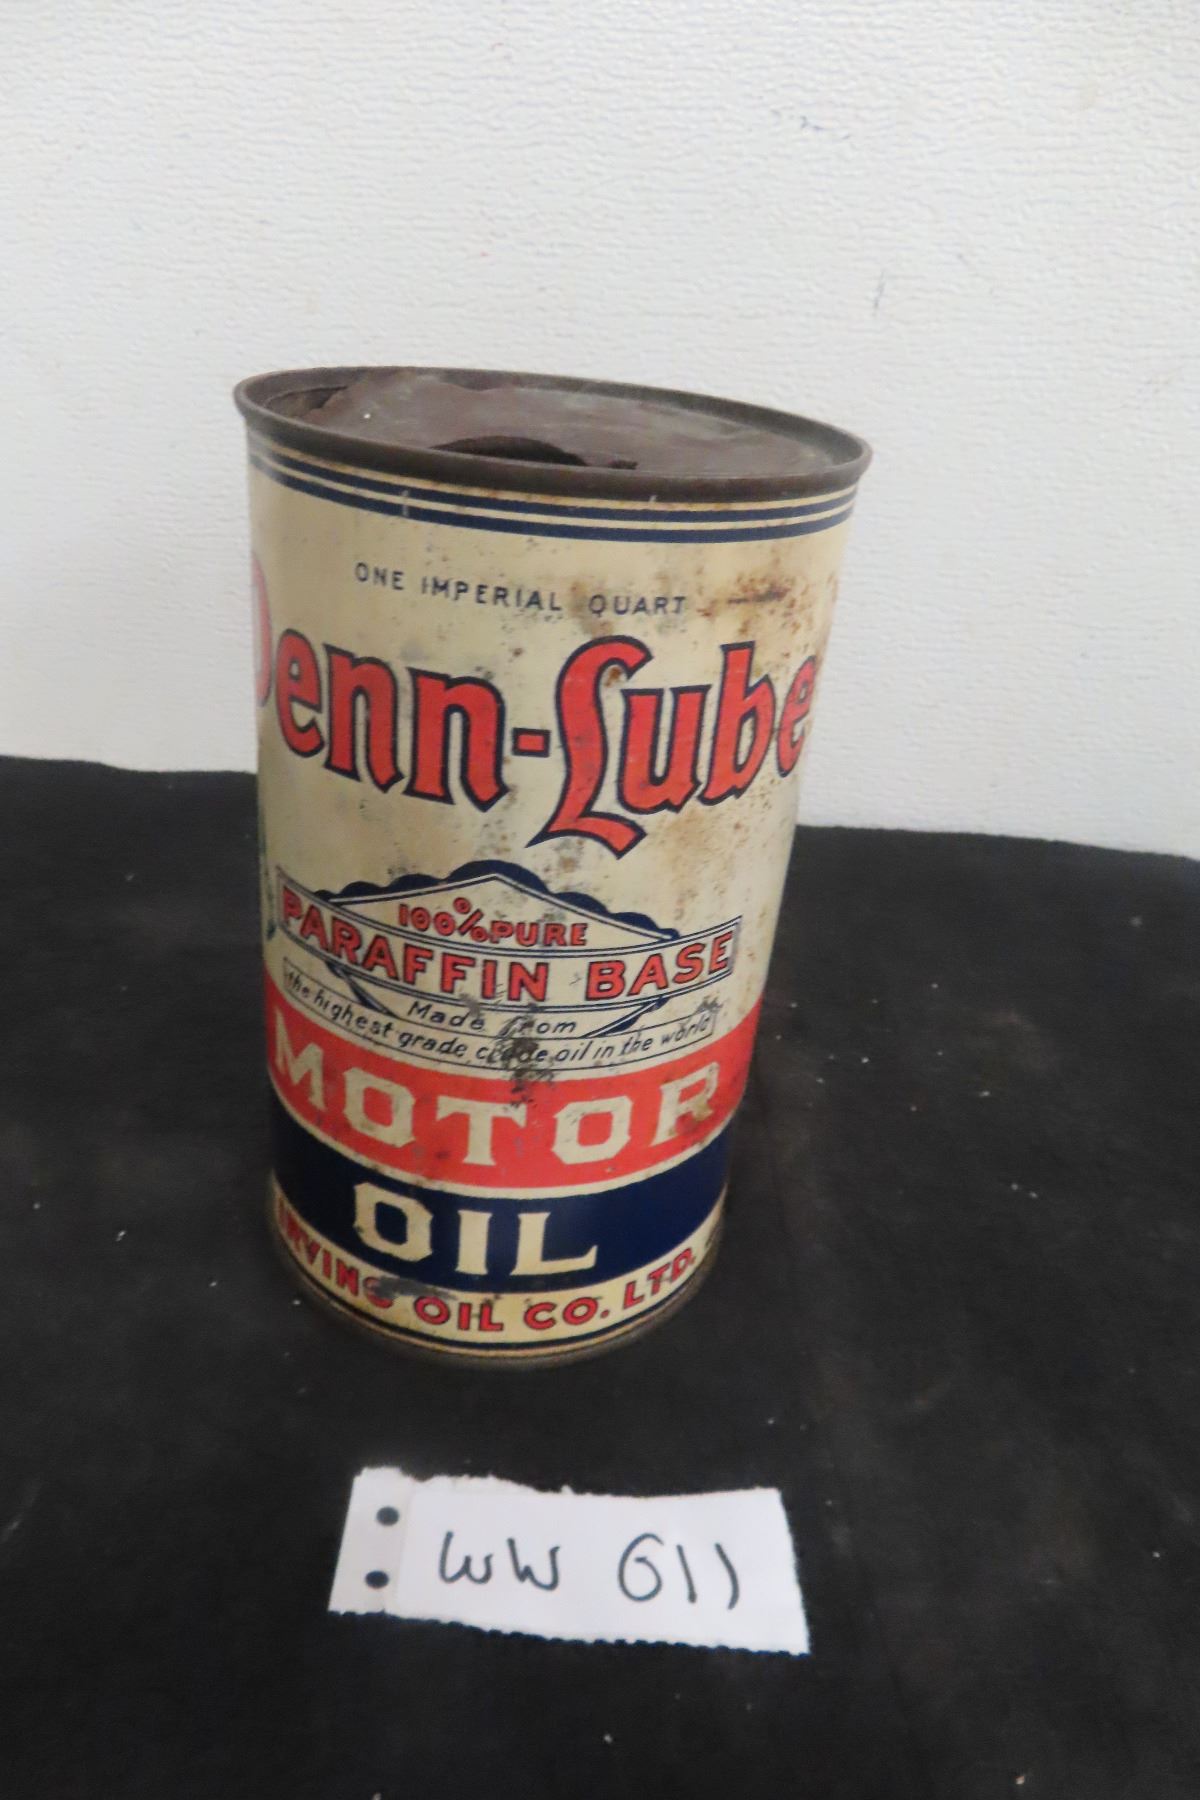 ONE IMPERIAL QUART
Penn-Lube
100% PURE
PARAFFIN BASE
Made from
the highest grade crude oil in the world
MOTOR
OIL
IRVING OIL CO. LTD.
WW 611